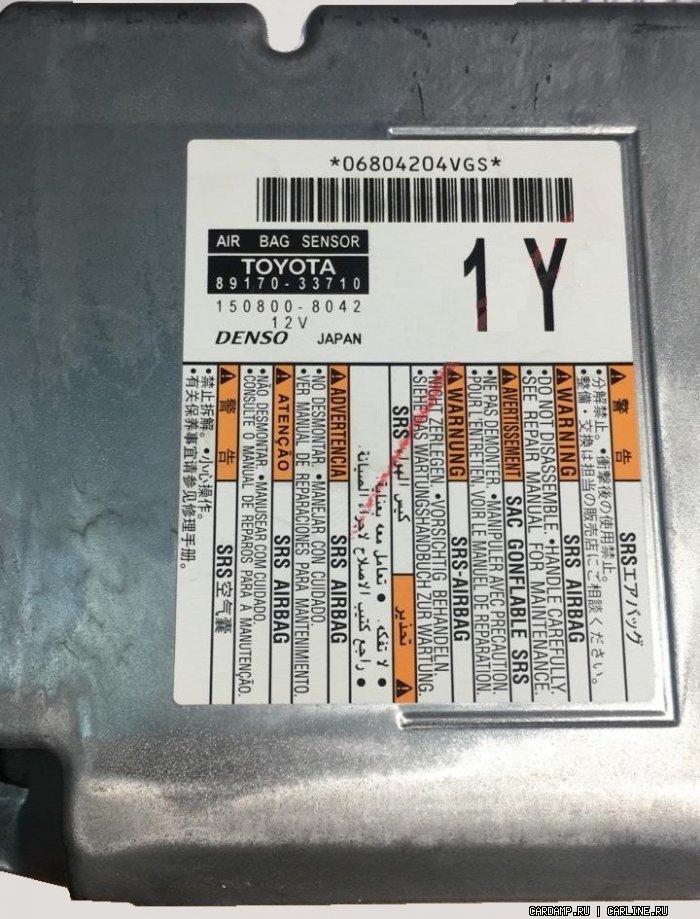 *06804204VGS*
AIR BAG SENSOR
TOYOTA
89170-33710
150800-8042
12V
DENSO JAPAN
1Y
警告 SRSエアバッグ
・分解禁止。・衝撃後の使用禁止。
・整備・交換は担当の販売店にご相談ください。
WARNING SRS AIRBAG
•DO NOT DISASSEMBLE. •HANDLE CAREFULLY.
•SEE REPAIR MANUAL FOR MAINTENANCE.
AVERTISSEMENT SAC GONFLABLE SRS
•NE PAS DEMONTER. •MANIPULER AVEC PRECAUTION.
•POUR L'ENTRETIEN, VOIR LE MANUEL DE REPARATION.
WARNUNG SRS-AIRBAG
•NICHT ZERLEGEN. •VORSICHTIG BEHANDELN.
•SIEHE DAS WARTUNGSHANDBUCH ZUR WARTUNG.
تحذير كيس الهواء SRS
• لا تفكه. • تعامل معه بعناية.
• راجع كتيب الاصلاح لاجراء الصيانة.
ADVERTENCIA SRS AIRBAG
•NO DESMONTAR. •MANEJAR CON CUIDADO.
•VER MANUAL DE REPARACIONES PARA MANTENIMIENTO.
ATENÇÃO SRS AIRBAG
•NÃO DESMONTAR. •MANUSEAR COM CUIDADO.
•CONSULTE O MANUAL DE REPAROS PARA A MANUTENÇÃO.
警告 SRS空气囊
•禁止拆解。•小心操作。
•有关保养事宜请参见修理手册。
CARDAMP.RU | CARLINE.RU